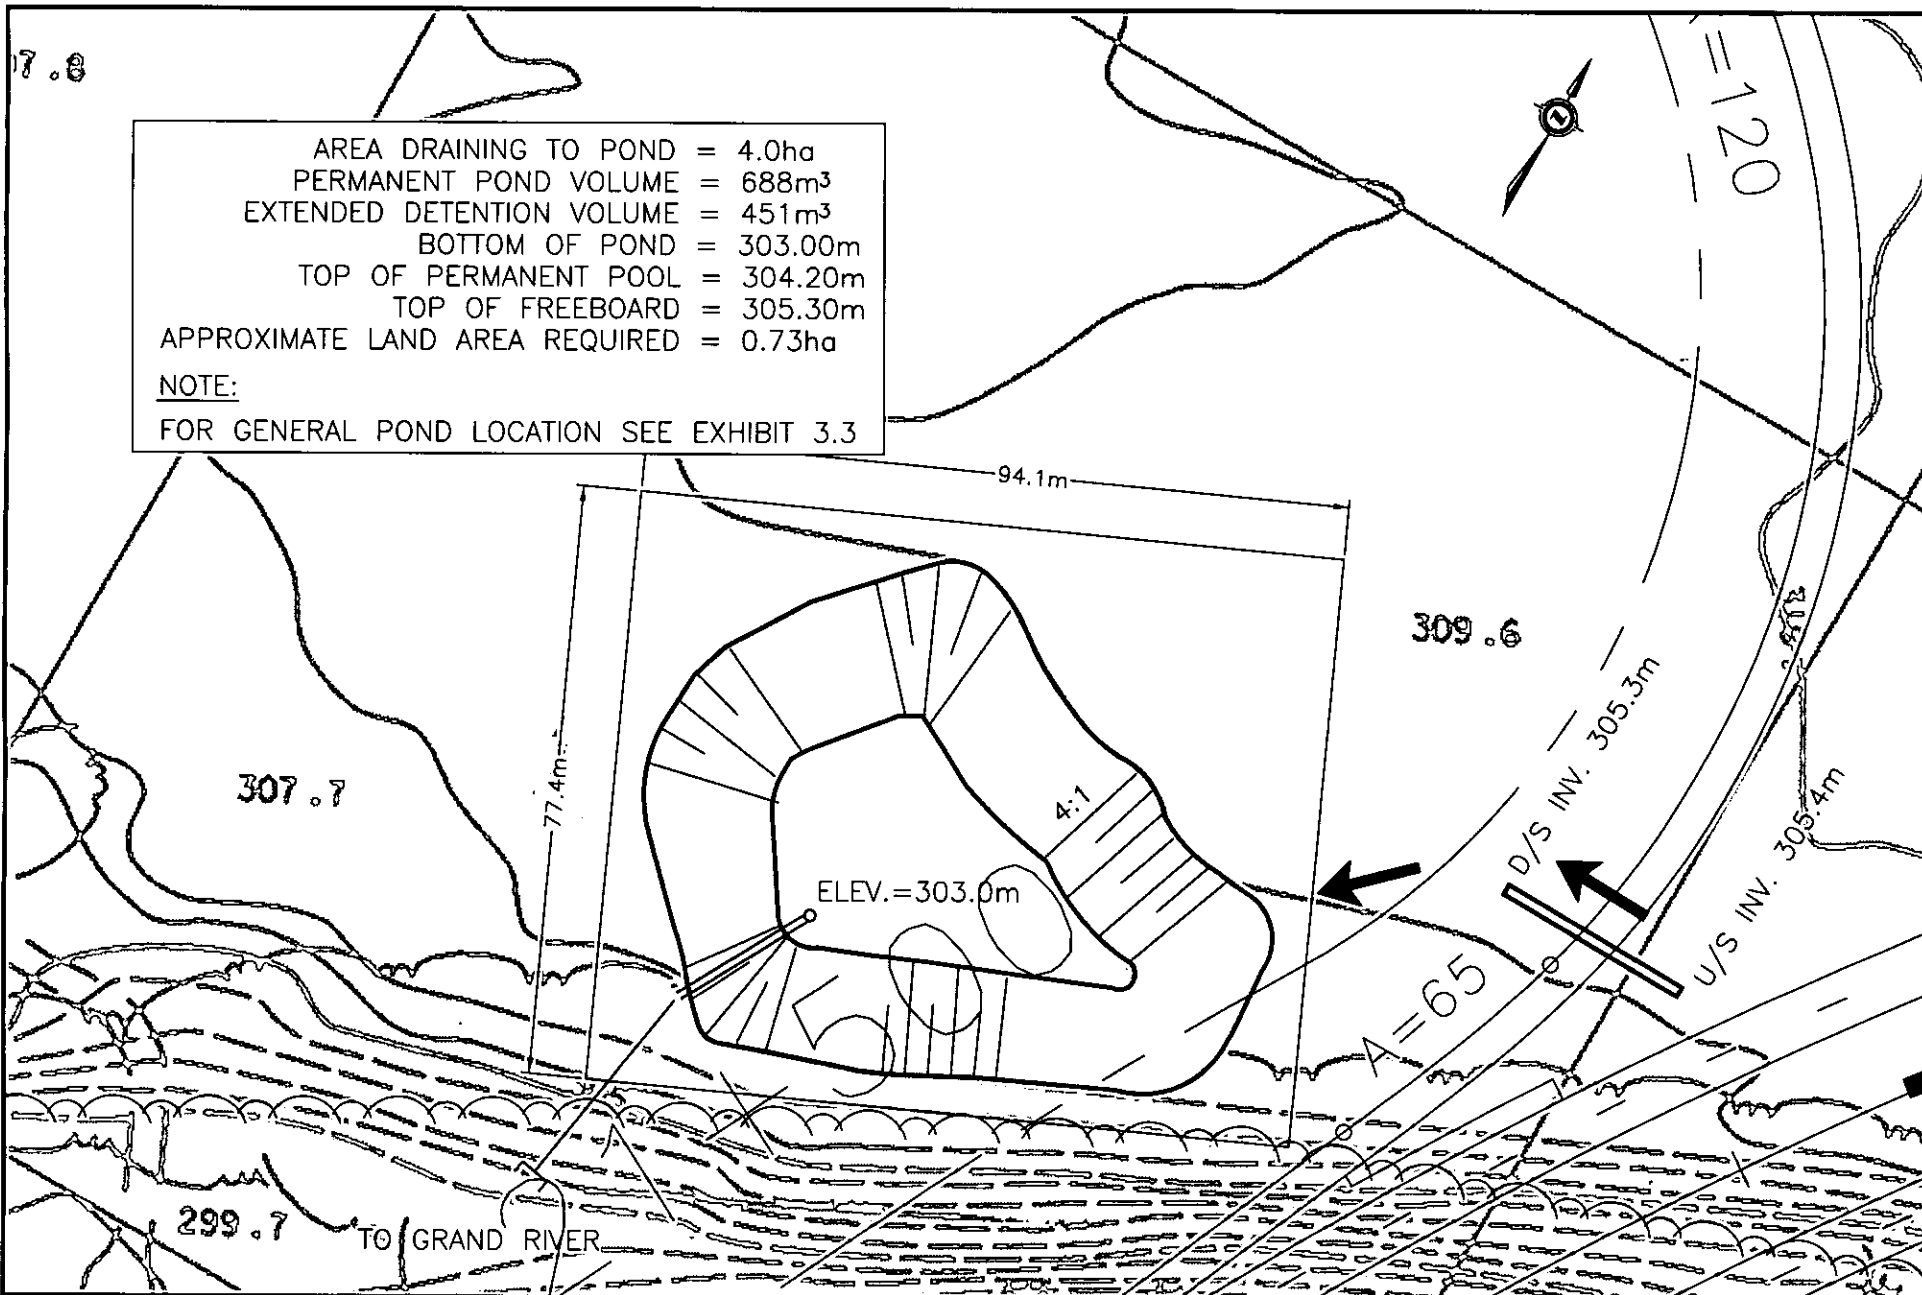 17.8
AREA DRAINING TO POND = 4.0ha
PERMANENT POND VOLUME = 688m³
EXTENDED DETENTION VOLUME = 451m³
BOTTOM OF POND = 303.00m
TOP OF PERMANENT POOL = 304.20m
TOP OF FREEBOARD = 305.30m
APPROXIMATE LAND AREA REQUIRED = 0.73ha
NOTE:
FOR GENERAL POND LOCATION SEE EXHIBIT 3.3
Z
=120
94.1m
309.6
77.4m
307.7
4:1
ELEV.=303.0m
D/S INV. 305.3m
U/S INV. 305.4m
A=65
299.7
TO GRAND RIVER